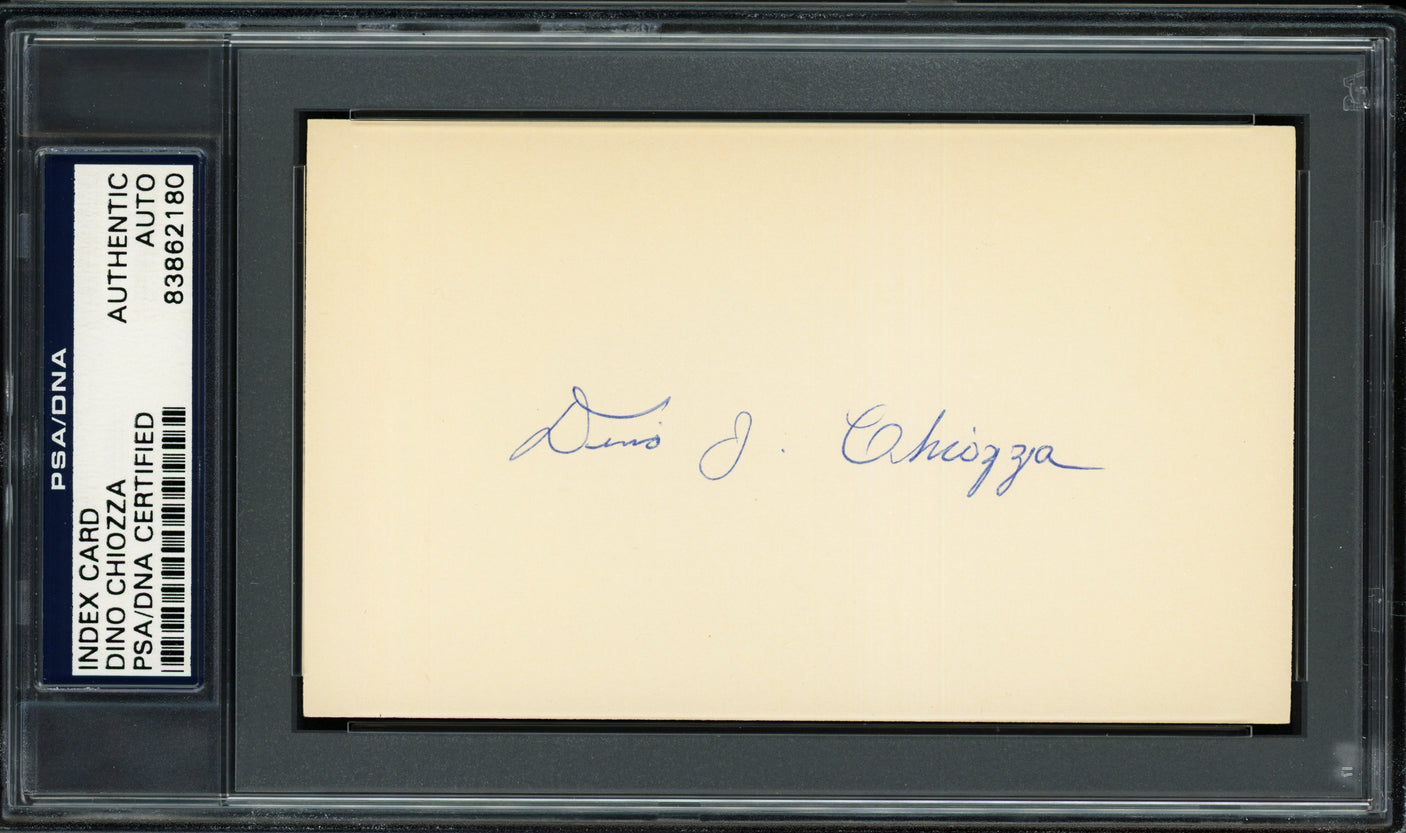 PSA/DNA
INDEX CARD AUTHENTIC
DINO CHIOZZA AUTO
PSA/DNA CERTIFIED 83862180
Dino J. Chiozza